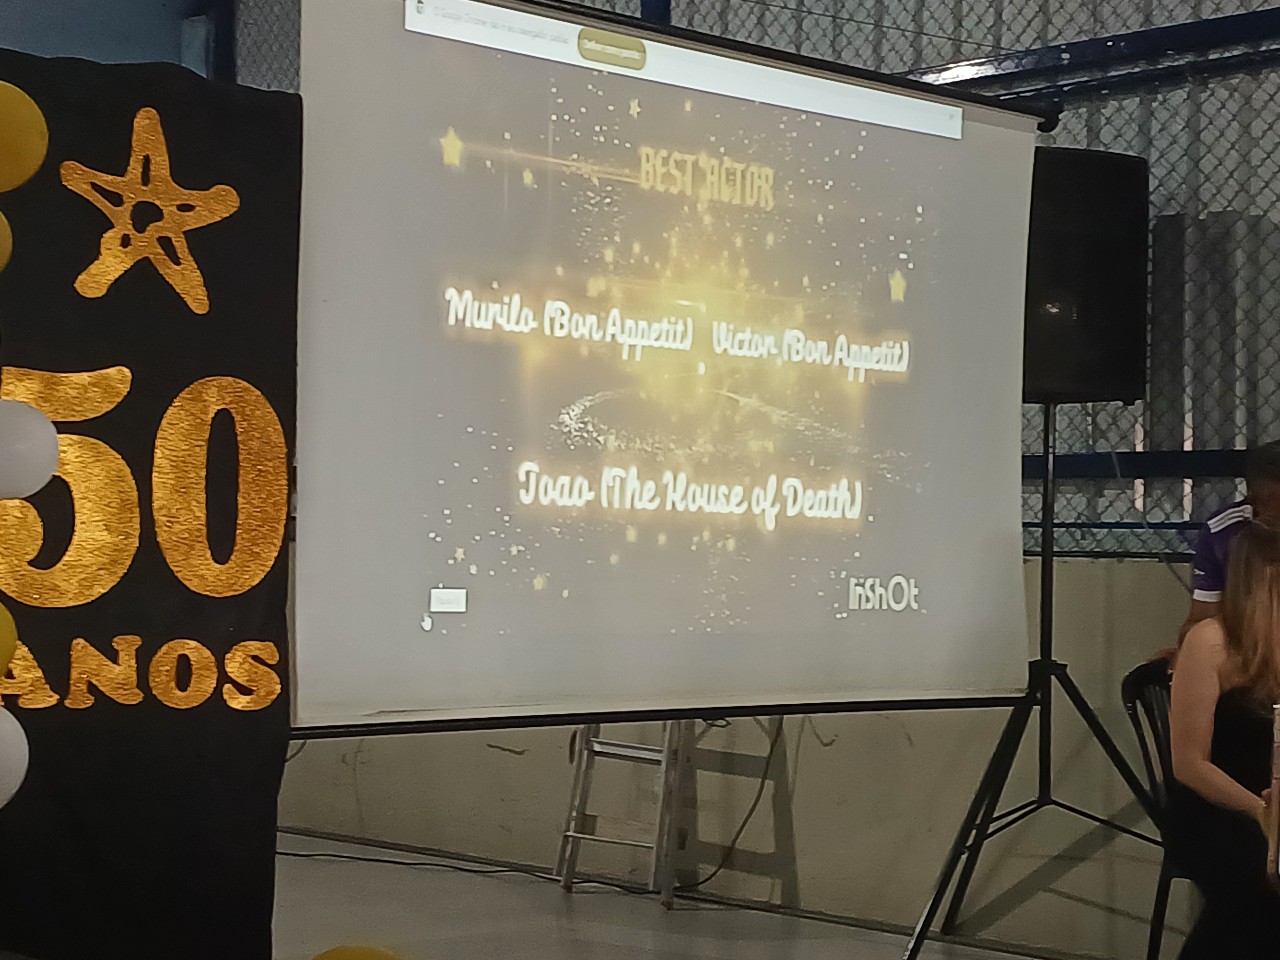 BEST ACTOR
Murilo (Bon Appetit) Victor (Bon Appetit)
Joao (The House of Death)
InShOt
50
ANOS